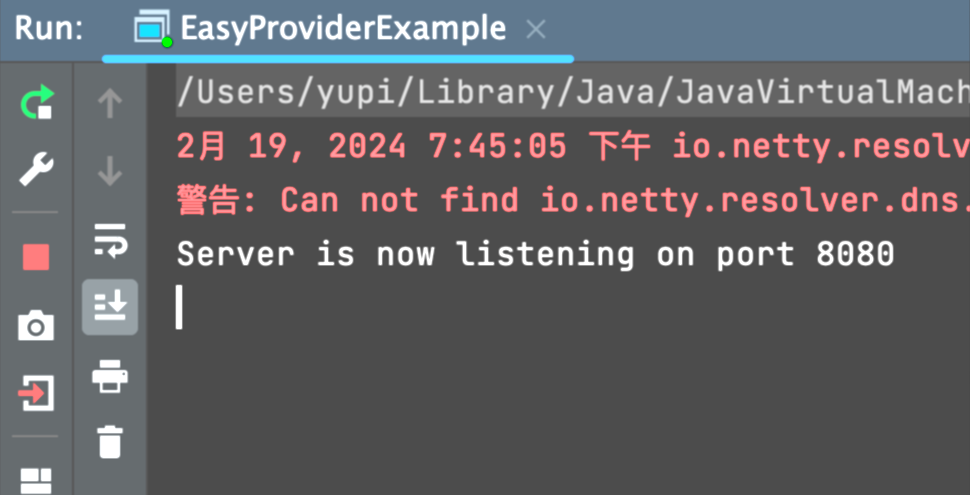 Run: EasyProviderExample
/Users/yupi/Library/Java/JavaVirtualMach
2月 19, 2024 7:45:05 下午 io.netty.resolv
警告: Can not find io.netty.resolver.dns.
Server is now listening on port 8080